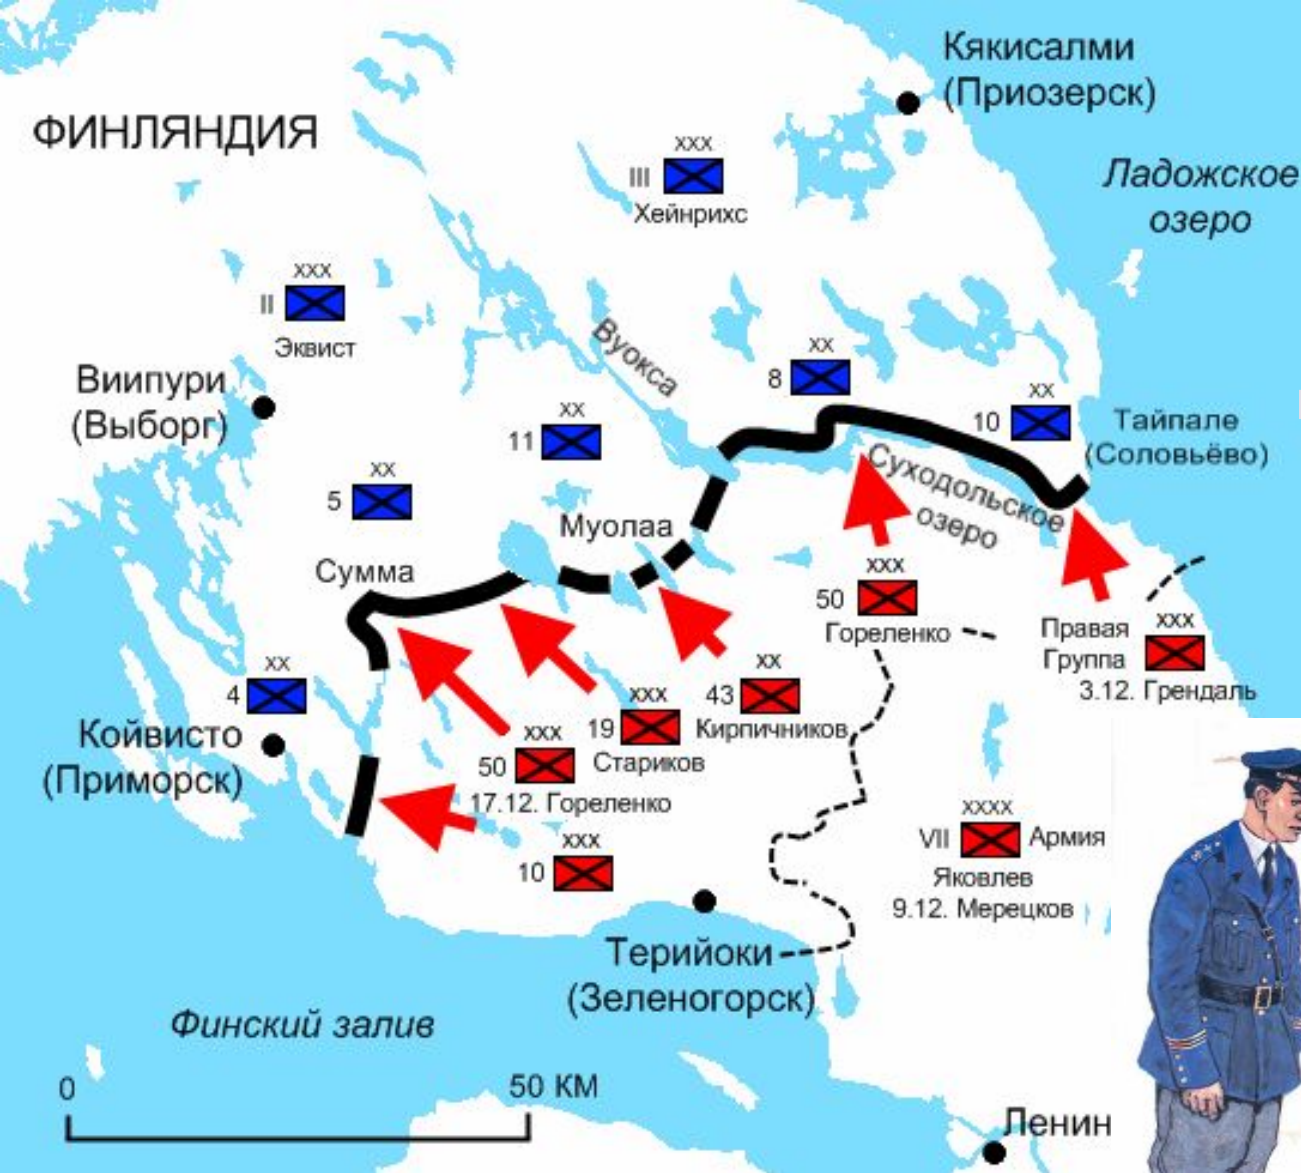 Кякисалми
(Приозерск)
ФИНЛЯНДИЯ
XXX
III
Хейнрихс
Ладожское
озеро
XXX
II
Эквист
Вуокса
XX
8
Виипури
(Выборг)
XX
11
XX
10
Тайпале
(Соловьёво)
XX
5
Суходольское
озеро
Муолаа
Сумма
XXX
50
Гореленко
Правая
Группа
XXX
3.12. Грендаль
XX
4
XX
43
Кирпичников
XXX
19
Стариков
Койвисто
(Приморск)
XXX
50
17.12. Гореленко
XXX
10
XXXX
VII
Армия
Яковлев
9.12. Мерецков
Терийоки
(Зеленогорск)
Финский залив
0
50 КМ
Ленин